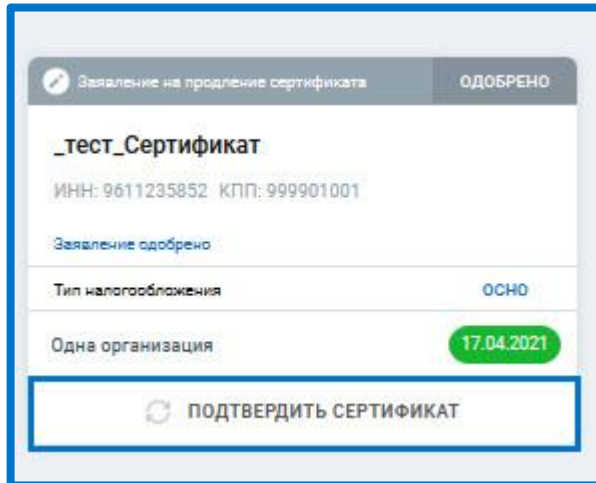 Заявление на продление сертификата ОДОБРЕНО
_тест_Сертификат
ИНН: 9611235852 КПП: 999901001
Заявление одобрено
Тип налогообложения ОСНО
Одна организация 17.04.2021
ПОДТВЕРДИТЬ СЕРТИФИКАТ